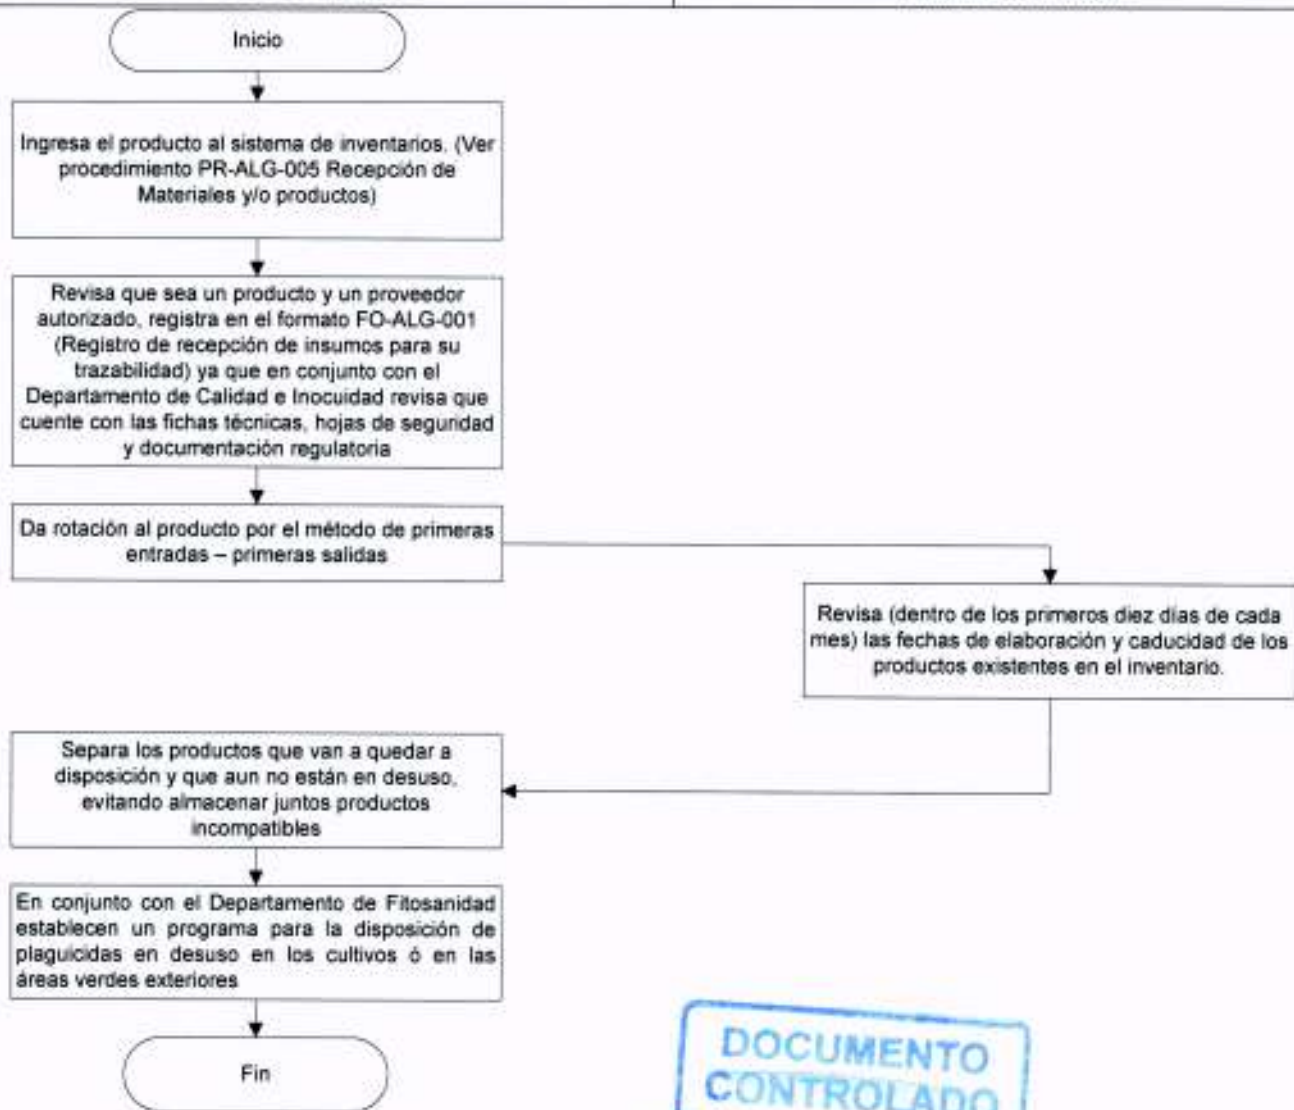 Inicio
Ingresa el producto al sistema de inventarios. (Ver
procedimiento PR-ALG-005 Recepción de
Materiales y/o productos)
Revisa que sea un producto y un proveedor
autorizado, registra en el formato FO-ALG-001
(Registro de recepción de insumos para su
trazabilidad) ya que en conjunto con el
Departamento de Calidad e Inocuidad revisa que
cuente con las fichas técnicas, hojas de seguridad
y documentación regulatoria
Da rotación al producto por el método de primeras
entradas – primeras salidas
Revisa (dentro de los primeros diez días de cada
mes) las fechas de elaboración y caducidad de los
productos existentes en el inventario.
Separa los productos que van a quedar a
disposición y que aun no están en desuso,
evitando almacenar juntos productos
incompatibles
En conjunto con el Departamento de Fitosanidad
establecen un programa para la disposición de
plaguicidas en desuso en los cultivos ó en las
áreas verdes exteriores
Fin
DOCUMENTO
CONTROLADO